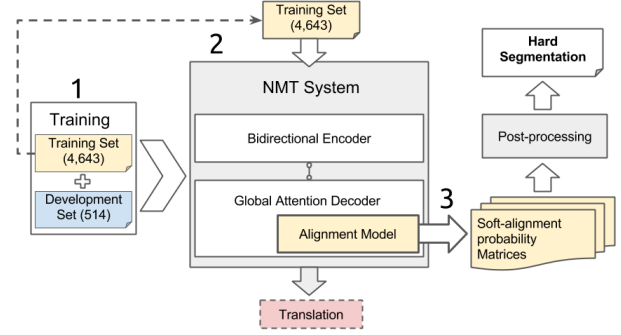 Training Set
(4,643)
1
2
3
Training
Training Set
(4,643)
Development
Set (514)
NMT System
Bidirectional Encoder
Global Attention Decoder
Alignment Model
Translation
Soft-alignment
probability
Matrices
Post-processing
Hard
Segmentation